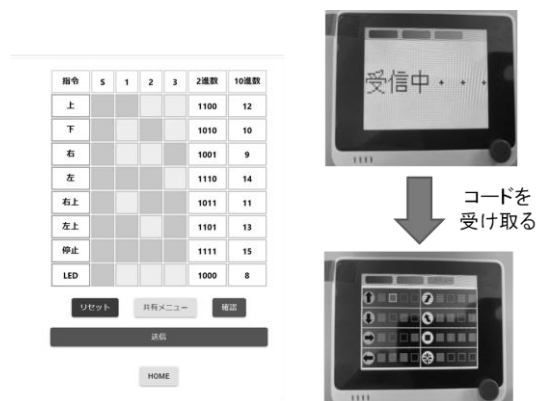 指令 S 1 2 3 2進数 10進数
上 1100 12
下 1010 10
右 1001 9
左 1110 14
右上 1011 11
左上 1101 13
停止 1111 15
LED 1000 8
リセット 共有メニュー 確認
送信
HOME
受信中・・・
コードを
受け取る